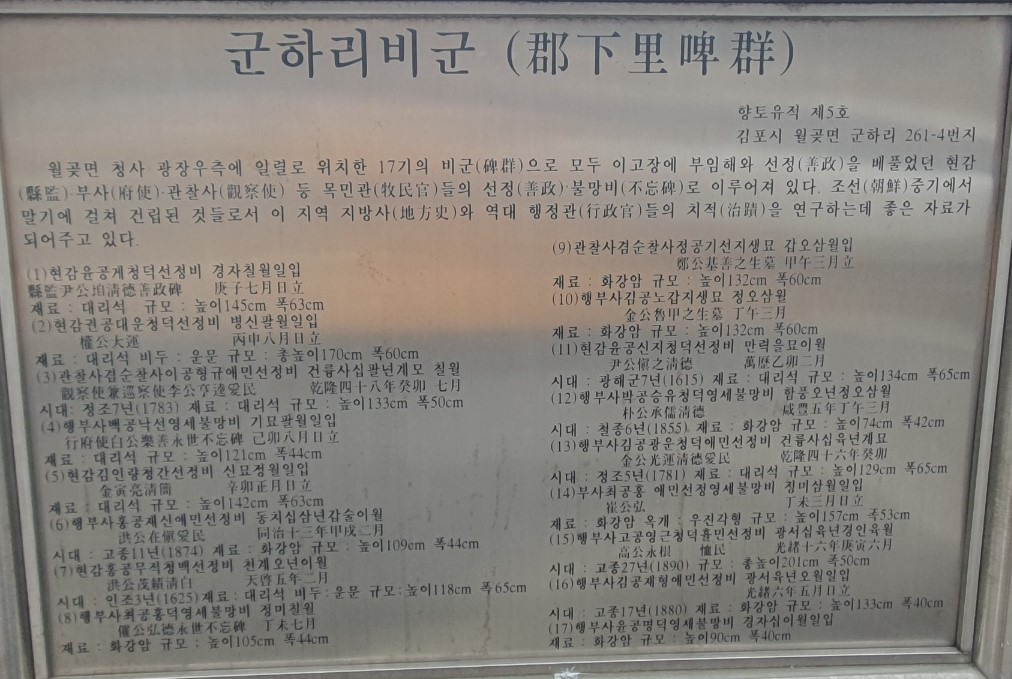 군하리비군 (郡下里啤群)
향토유적 제5호
김포시 월곶면 군하리 261-4번지
월곶면 청사 광장우측에 일렬로 위치한 17기의 비군(碑群)으로 모두 이고장에 부임해와 선정(善政)을 베풀었던 현감
(縣監)·부사(府使)·관찰사(觀察使) 등 목민관(牧民官)들의 선정(善政)·불망비(不忘碑)로 이루어져 있다. 조선(朝鮮)중기에서
말기에 걸쳐 건립된 것들로서 이 지역 지방사(地方史)와 역대 행정관(行政官)들의 치적(治蹟)을 연구하는데 좋은 자료가
되어주고 있다.
(1)현감윤공게청덕선정비 경자칠월일입
縣監尹公垍淸德善政碑 庚子七月日立
재료 : 대리석 규모 : 높이145cm 폭63cm
(2)현감권공대운청덕선정비 병신팔월일입
權公大運 丙申八月日立
재료 : 대리석 비두 : 운문 규모 : 총높이170cm 폭60cm
(3)관찰사겸순찰사이공형규애민선정비 건륭사십팔년계모 칠월
觀察使兼巡察使李公亨逵愛民 乾隆四十八年癸卯 七月
시대: 정조7년(1783) 재료 : 대리석 규모 : 높이133cm 폭50cm
(4)행부사백공낙선영세불망비 기묘팔월일입
行府使白公樂善永世不忘碑 己卯八月日立
재료 : 대리석 규모 : 높이121cm 폭44cm
(5)현감김인량청간선정비 신묘정월일입
金寅亮淸簡 辛卯正月日立
재료 : 대리석 규모 : 높이142cm 폭63cm
(6)행부사홍공재신애민선정비 동치십삼년갑술이월
洪公在愼愛民 同治十三年甲戌二月
시대 : 고종11년(1874) 재료 : 화강암 규모 : 높이109cm 폭44cm
(7)현감홍공무적청백선정비 천계오년이월
洪公茂績淸白 天啓五年二月
시대 : 인조3년(1625) 재료 : 대리석 비두:운문 규모:높이118cm 폭65cm
(8)행부사최공홍덕영세불망비 정미칠월
催公弘德永世不忘碑 丁未七月
재료 : 화강암 규모 : 높이105cm 폭44cm
(9)관찰사겸순찰사정공기선지생묘 갑오삼월입
鄭公基善之生墓 甲午三月立
재료 : 화강암 규모 : 높이132cm 폭60cm
(10)행부사김공노갑지생묘 정오삼월
金公魯甲之生墓 丁午三月
재료 : 화강암 규모 : 높이132cm 폭60cm
(11)현감윤공신지청덕선정비 만력을묘이월
尹公愼之淸德 萬歷乙卯二月
시대 : 광해군7년(1615) 재료 : 대리석 규모 : 높이134cm 폭65cm
(12)행부사박공승유청덕영세불망비 함풍오년정오삼월
朴公承儒淸德 咸豊五年丁午三月
시대 : 철종6년(1855) 재료 : 화강암 규모 : 높이74cm 폭42cm
(13)행부사김공광운청덕애민선정비 건륭사십육년계묘
金公光運淸德愛民 乾隆四十六年癸卯
시대 : 정조5년(1781) 재료 : 대리석 규모 : 높이129cm 폭65cm
(14)부사최공홍 애민선정영세불망비 정미삼월일입
崔公弘 丁未三月日立
재료 : 화강암 옥개 : 우진각형 규모 : 높이157cm 폭53cm
(15)행부사고공영근청덕휼민선정비 광서십육년경인육월
高公永根 恤民 光緖十六年庚寅六月
시대 : 고종27년(1890) 규모 : 총높이201cm 폭50cm
(16)행부사김공재형애민선정비 광서육년오월일입
光緖六年五月日立
시대 : 고종17년(1880) 재료 : 화강암 규모 : 높이133cm 폭40cm
(17)행부사윤공명덕영세불망비 경자십이월일입
재료 : 화강암 규모 : 높이90cm 폭40cm